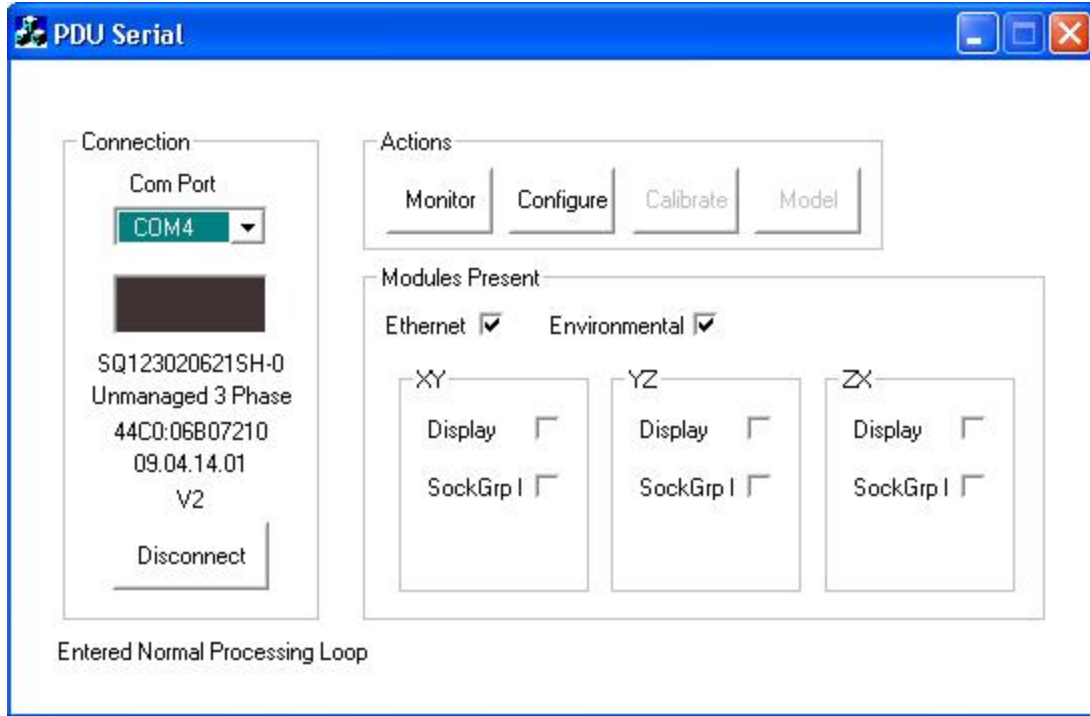 PDU Serial
Connection
Com Port
COM4
SQ123020621SH-0
Unmanaged 3 Phase
44C0:06B07210
09.04.14.01
V2
Disconnect
Actions
Monitor Configure Calibrate Model
Modules Present
Ethernet Environmental
XY YZ ZX
Display Display Display
SockGrp I SockGrp I SockGrp I
Entered Normal Processing Loop